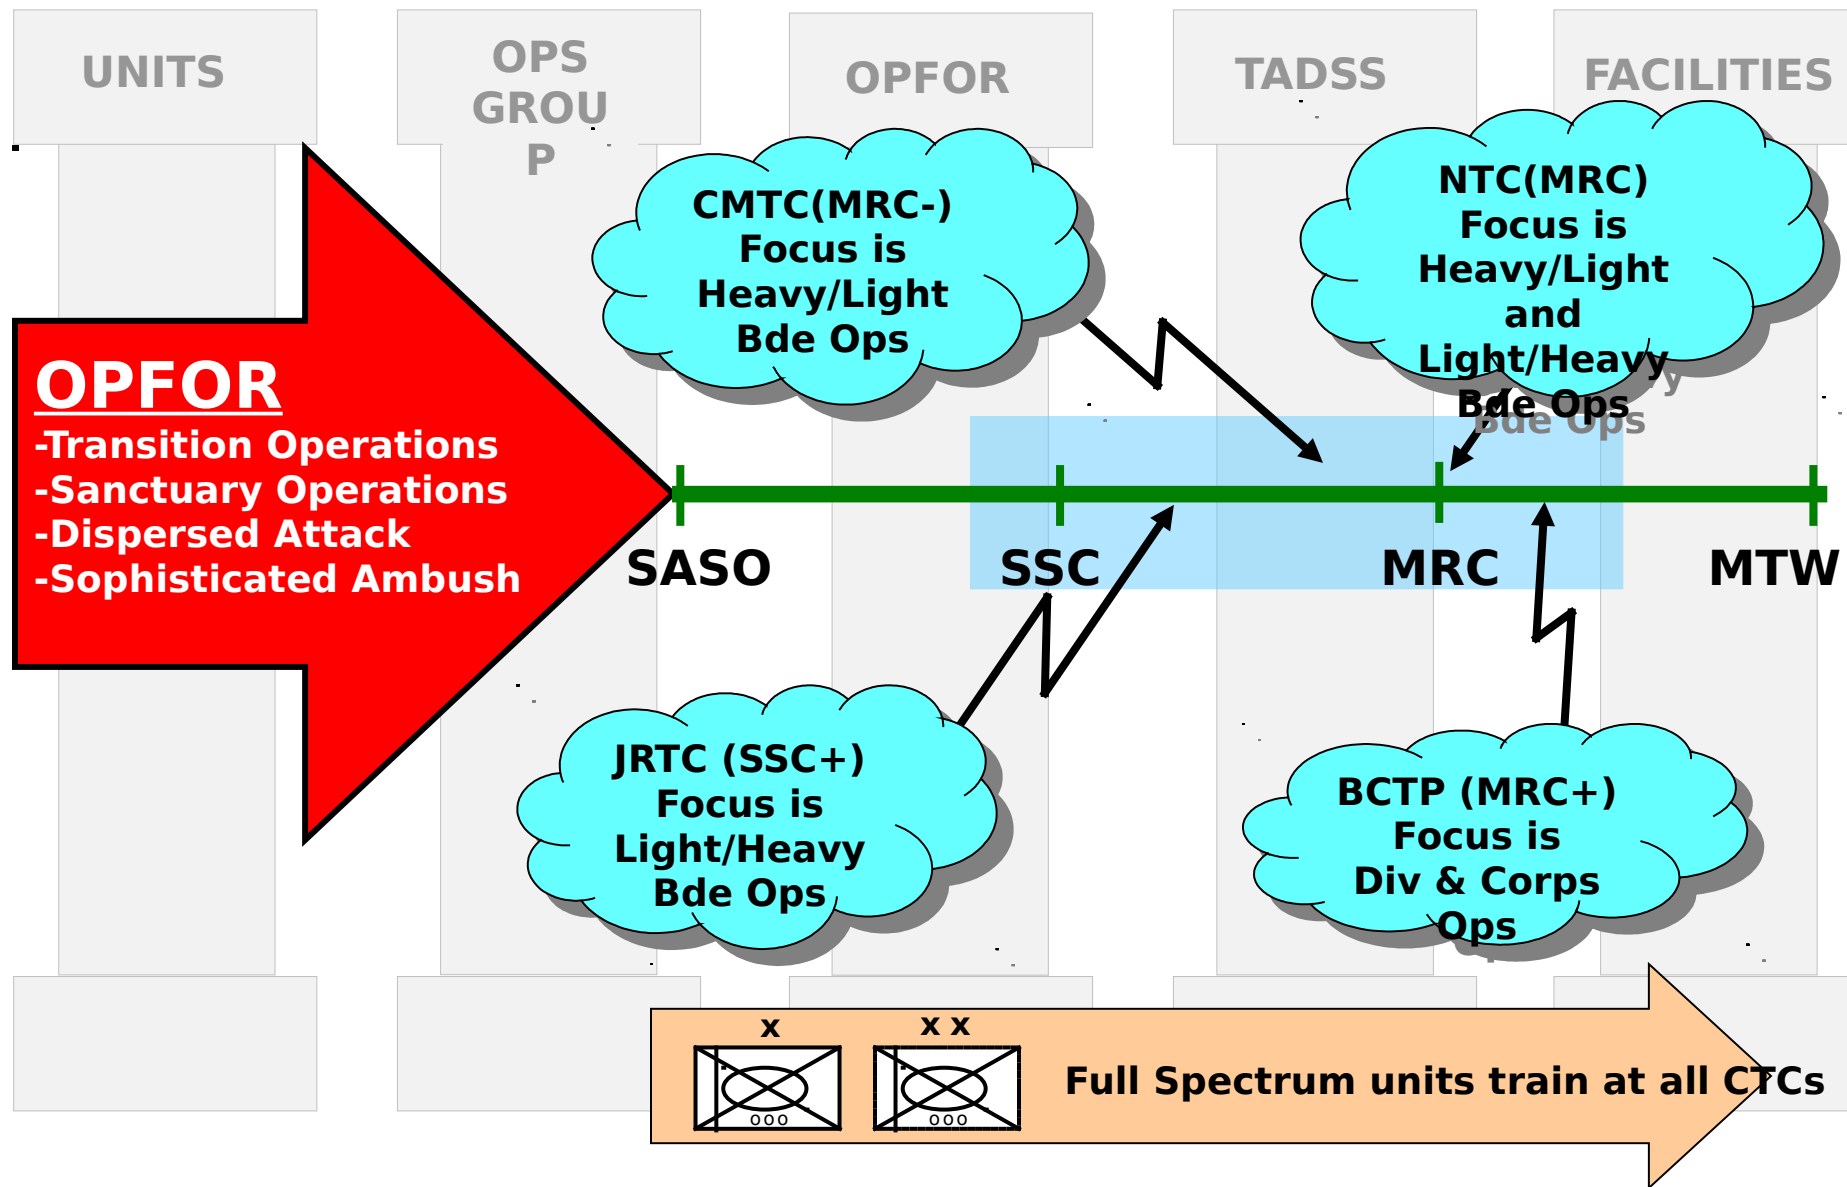 UNITS
OPS
GROU
P
OPFOR
TADSS
FACILITIES
CMTC(MRC-)
Focus is
Heavy/Light
Bde Ops
NTC(MRC)
Focus is
Heavy/Light
and
Light/Heavy
Bde Ops
OPFOR
-Transition Operations
-Sanctuary Operations
-Dispersed Attack
-Sophisticated Ambush
SASO
SSC
MRC
MTW
JRTC (SSC+)
Focus is
Light/Heavy
Bde Ops
BCTP (MRC+)
Focus is
Div & Corps
Ops
x
x x
ooo
ooo
Full Spectrum units train at all CTCs